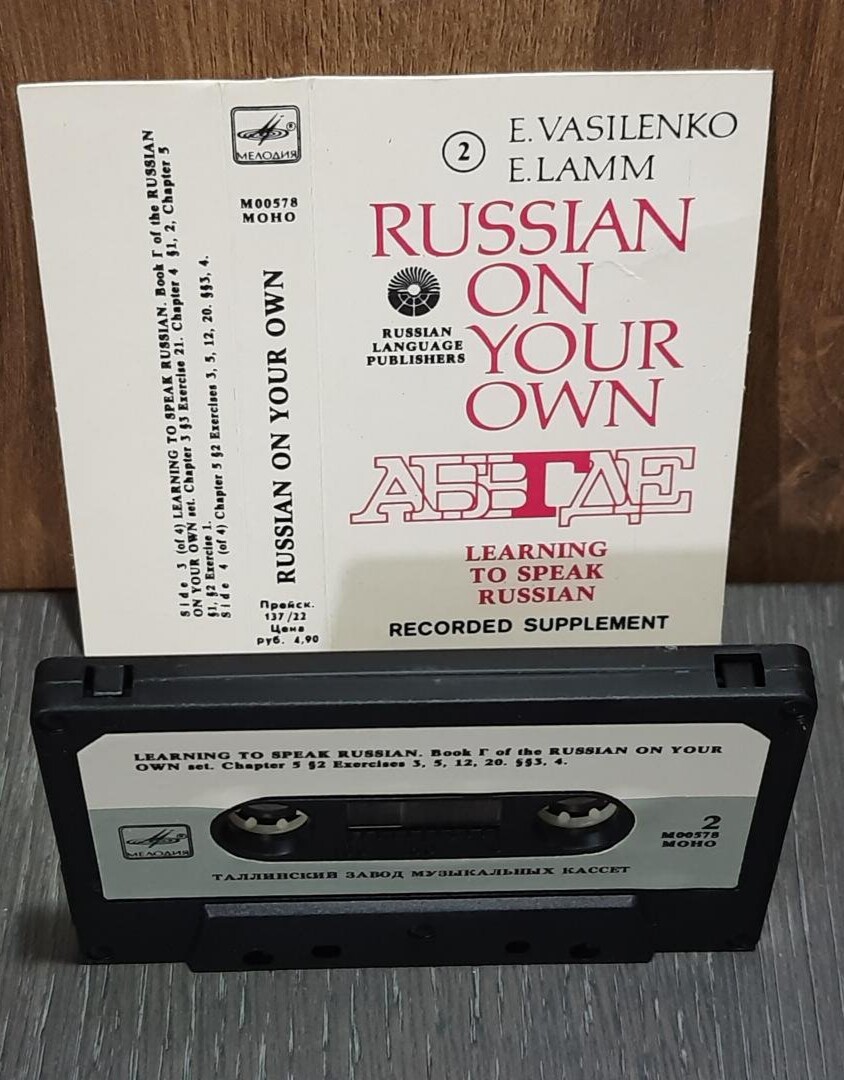 Side 3 (of 4) LEARNING TO SPEAK RUSSIAN. Book Г of the RUSSIAN
ON YOUR OWN set. Chapter 3 §3 Exercise 21. Chapter 4 §1, 2, Chapter 5
§1, §2 Exercise 1.
Side 4 (of 4) Chapter 5 §2 Exercises 3, 5, 12, 20. §§3, 4.
МЕЛОДИЯ
M00578
МОНО
RUSSIAN ON YOUR OWN
Прейск.
137/22
Цена
руб. 4,90
2
E. VASILENKO
E. LAMM
RUSSIAN
ON
YOUR
OWN
RUSSIAN
LANGUAGE
PUBLISHERS
АБВГДЕ
LEARNING
TO SPEAK
RUSSIAN
RECORDED SUPPLEMENT
LEARNING TO SPEAK RUSSIAN. Book Г of the RUSSIAN ON YOUR
OWN set. Chapter 5 §2 Exercises 3, 5, 12, 20. §§3, 4.
МЕЛОДИЯ
2
M00578
МОНО
ТАЛЛИНСКИЙ ЗАВОД МУЗЫКАЛЬНЫХ КАССЕТ